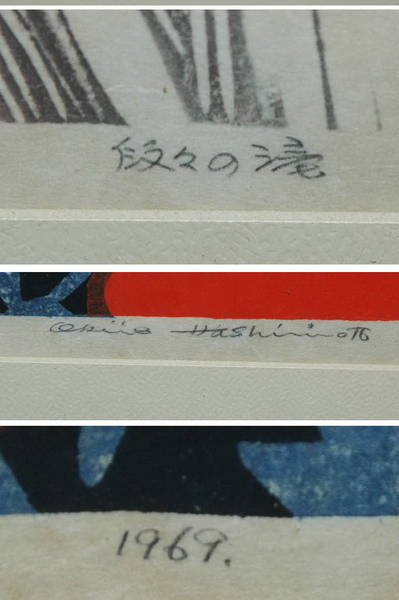 段々の滝
Okiie Hashimoto
1969.